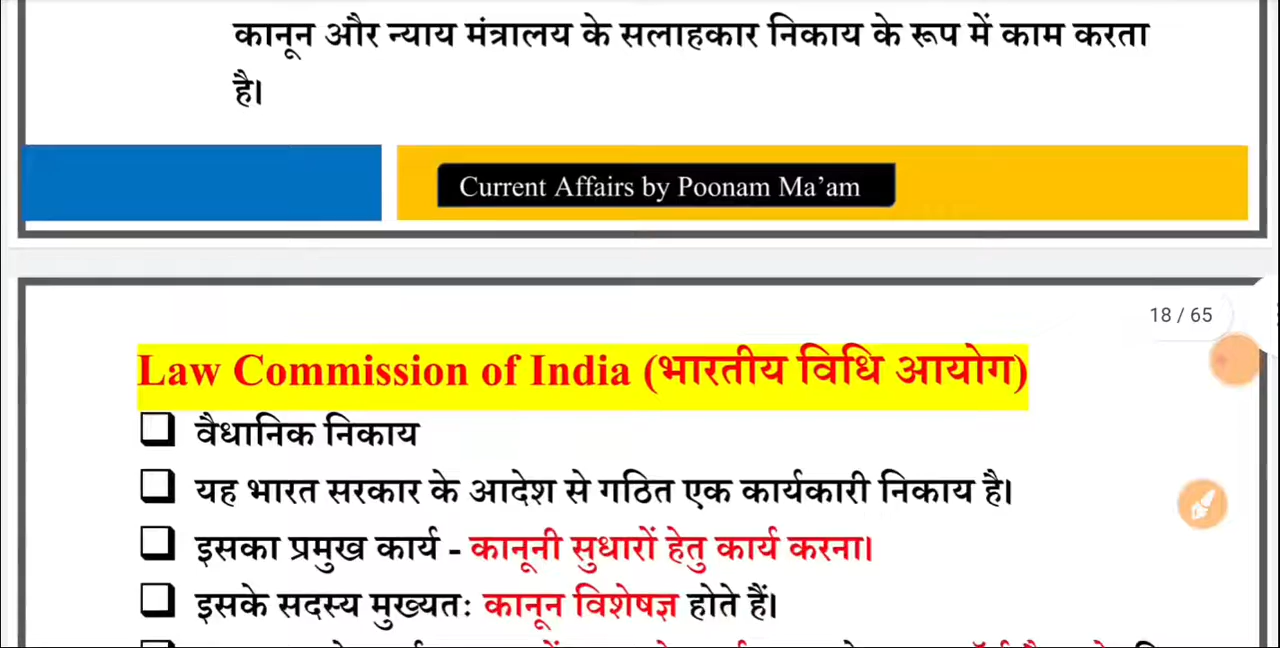 कानून और न्याय मंत्रालय के सलाहकार निकाय के रूप में काम करता
है।
Current Affairs by Poonam Ma’am
18 / 65
Law Commission of India (भारतीय विधि आयोग)
वैधानिक निकाय
यह भारत सरकार के आदेश से गठित एक कार्यकारी निकाय है।
इसका प्रमुख कार्य - कानूनी सुधारों हेतु कार्य करना।
इसके सदस्य मुख्यतः कानून विशेषज्ञ होते हैं।